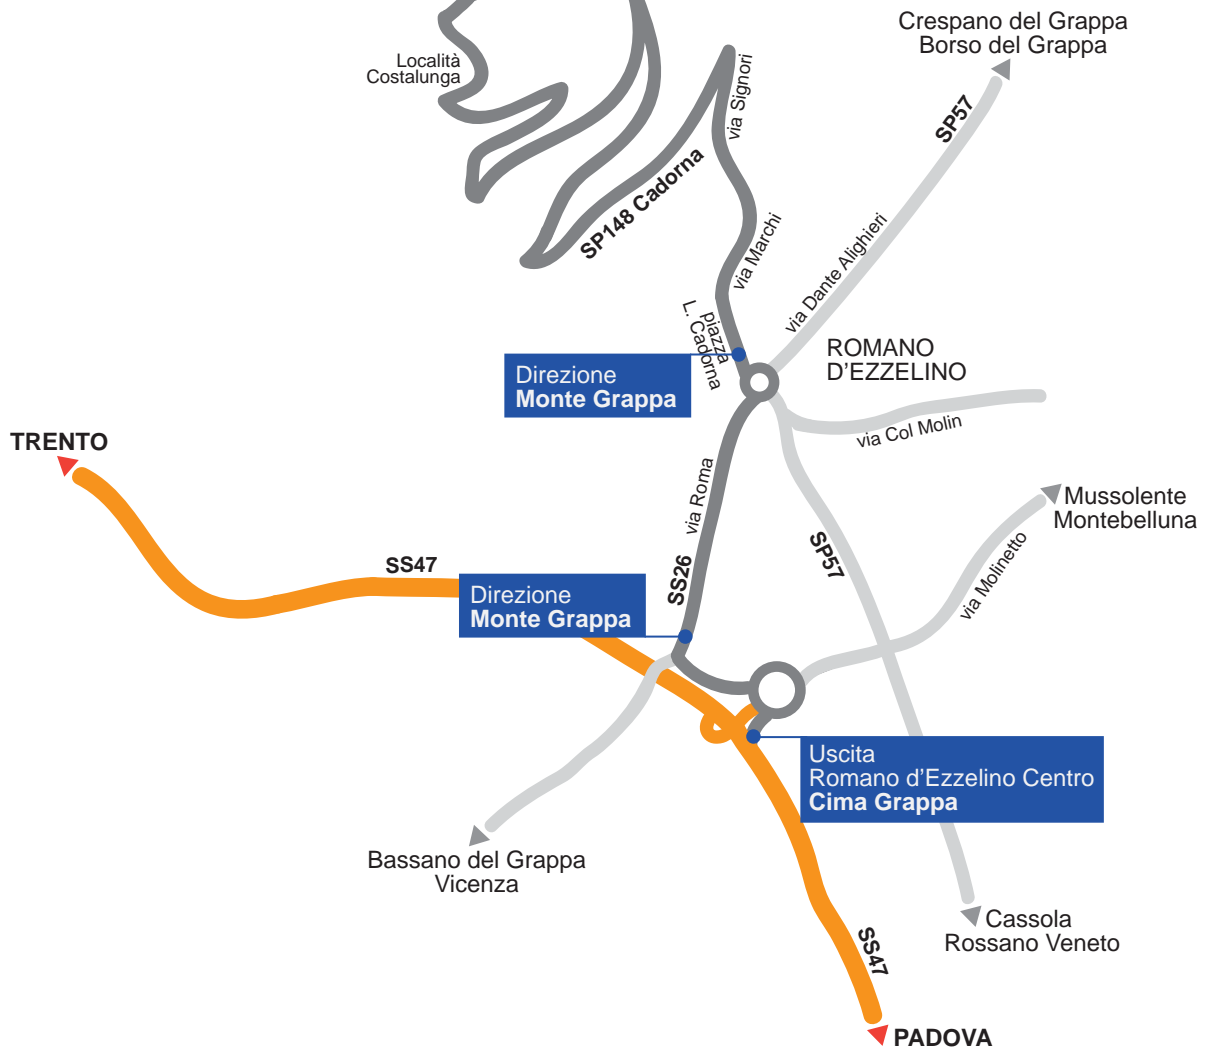 Crespano del Grappa
Borso del Grappa
Località
Costalunga
via Signori
SP57
SP148 Cadorna
via Marchi
via Dante Alighieri
piazza
L. Cadorna
ROMANO
D'EZZELINO
Direzione
Monte Grappa
via Col Molin
TRENTO
via Roma
Mussolente
Montebelluna
SP57
via Molinetto
SS47
SS26
Direzione
Monte Grappa
Uscita
Romano d'Ezzelino Centro
Cima Grappa
Bassano del Grappa
Vicenza
Cassola
Rossano Veneto
SS47
PADOVA